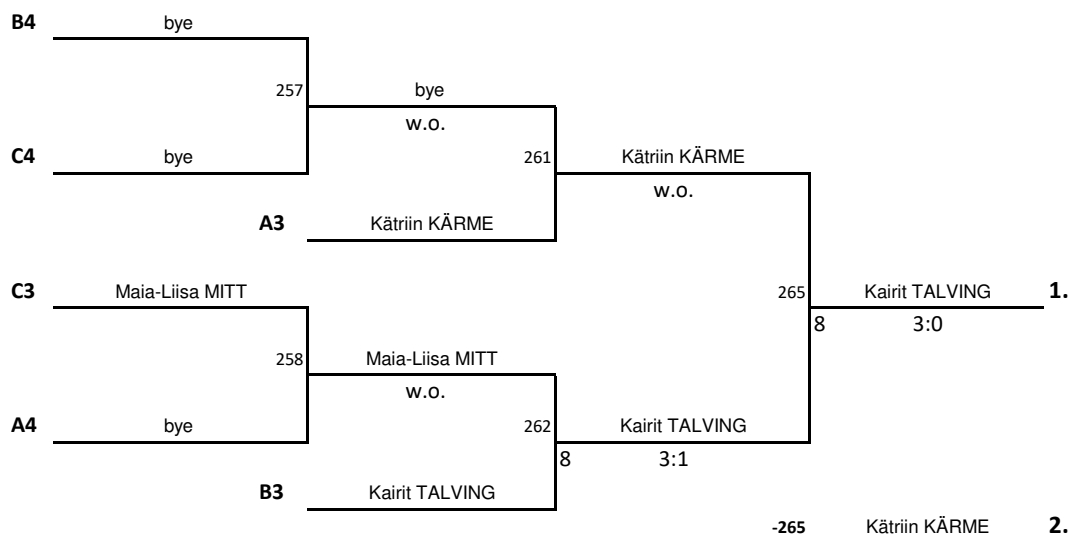 B4 bye
257 bye
w.o.
C4 bye
261 Kätriin KÄRME
w.o.
A3 Kätriin KÄRME
C3 Maia-Liisa MITT
265 Kairit TALVING 1.
8 3:0
258 Maia-Liisa MITT
w.o.
A4 bye
262 Kairit TALVING
8 3:1
B3 Kairit TALVING
-265 Kätriin KÄRME 2.